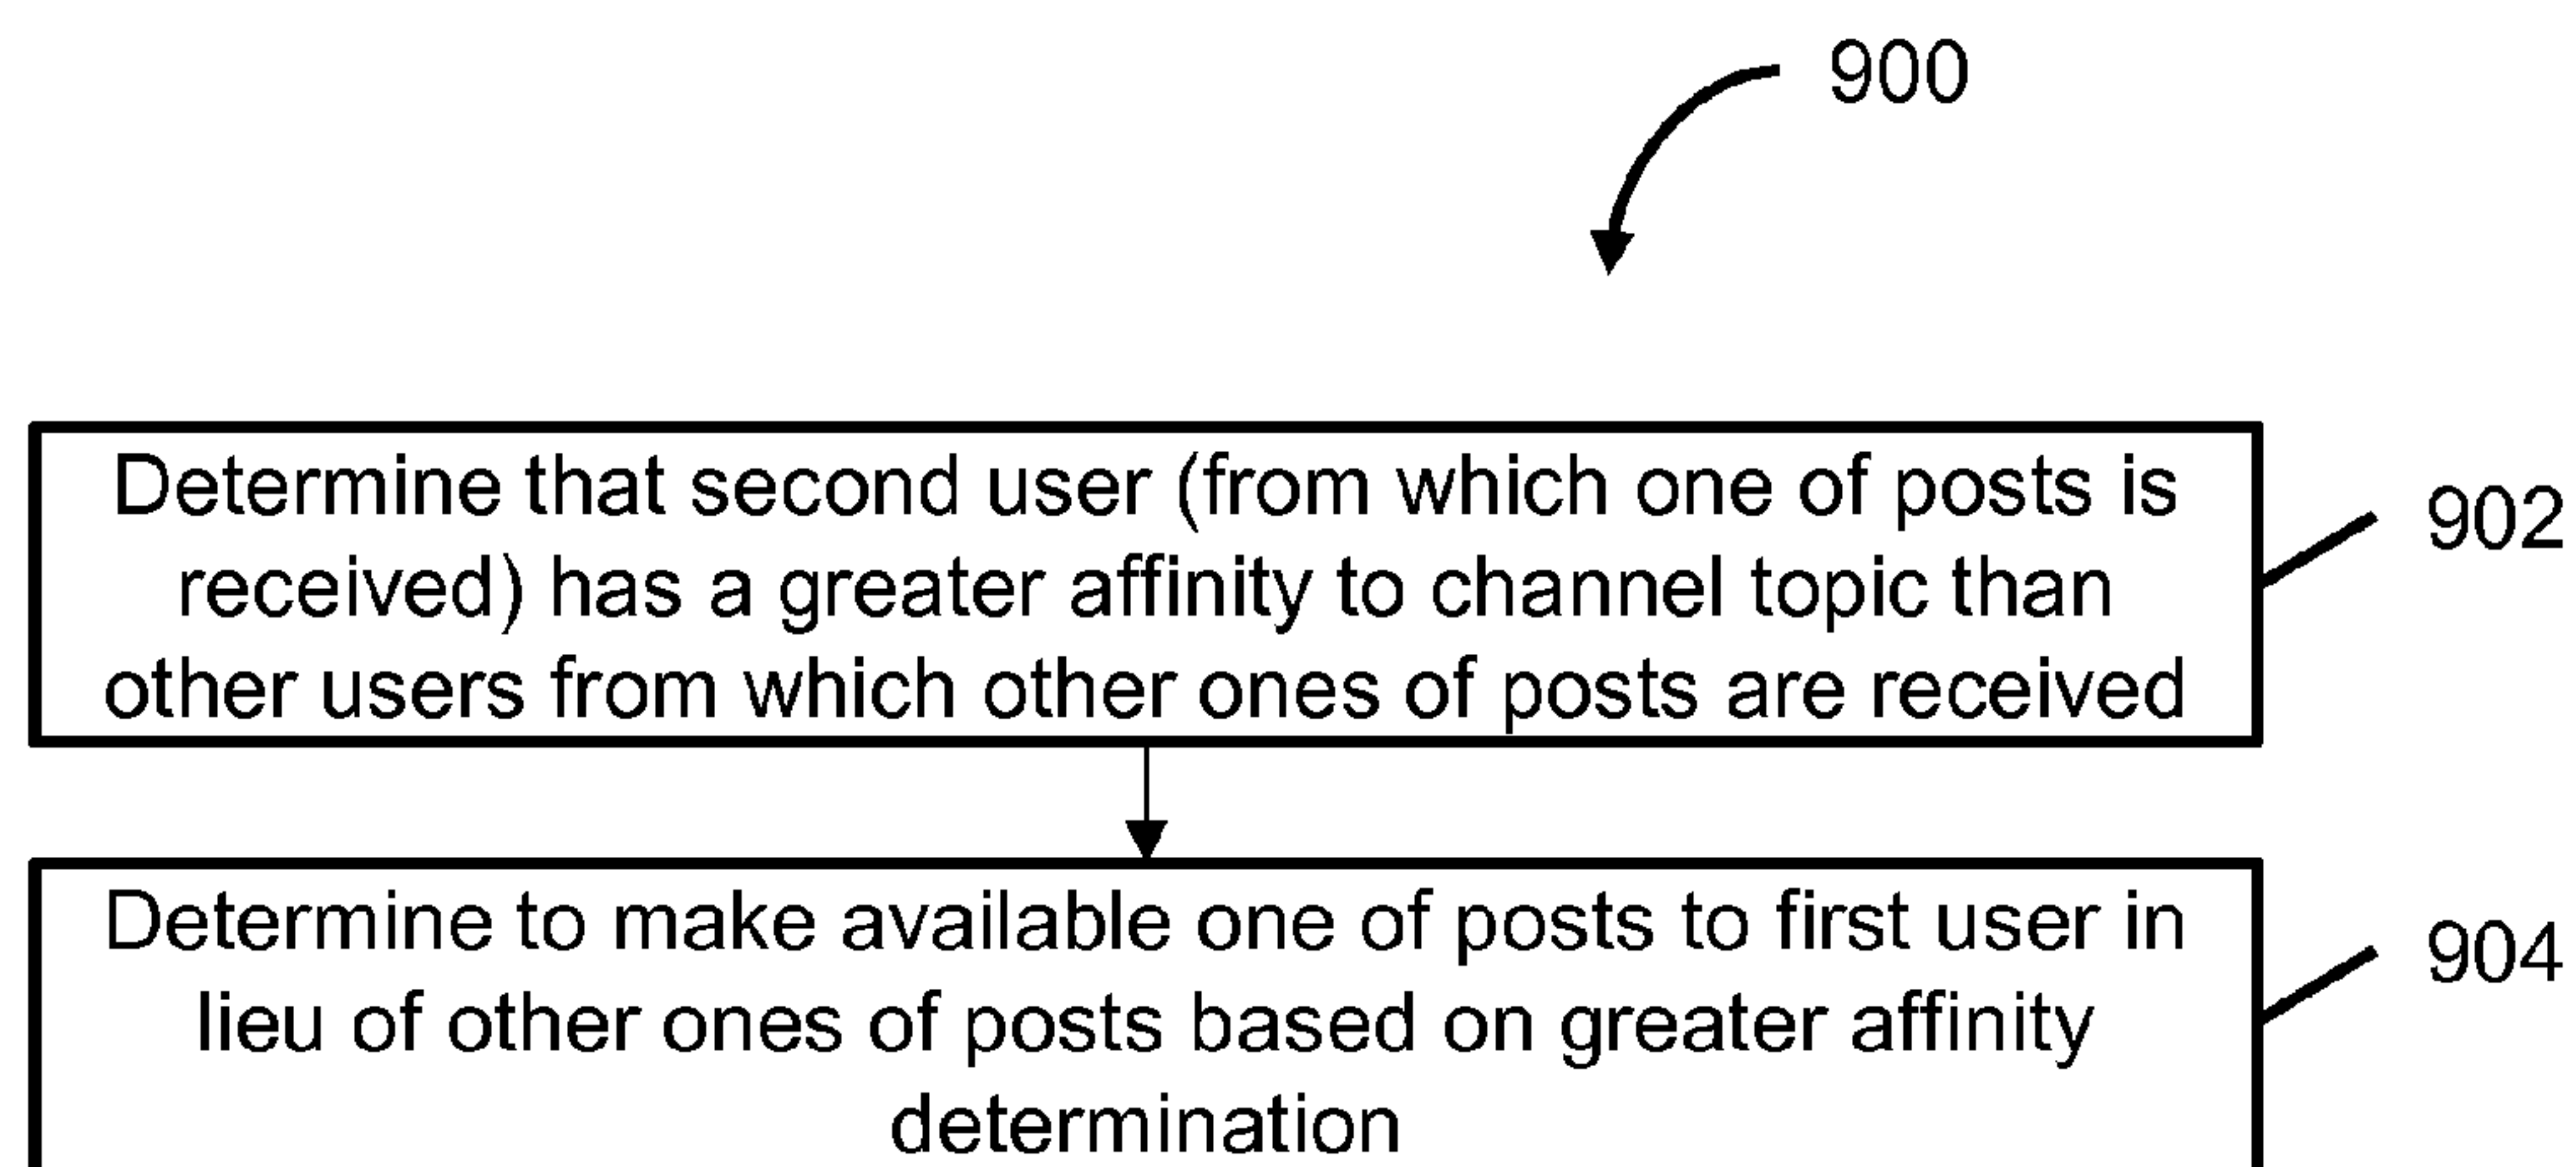 900
Determine that second user (from which one of posts is
received) has a greater affinity to channel topic than
other users from which other ones of posts are received
902
Determine to make available one of posts to first user in
lieu of other ones of posts based on greater affinity
determination
904